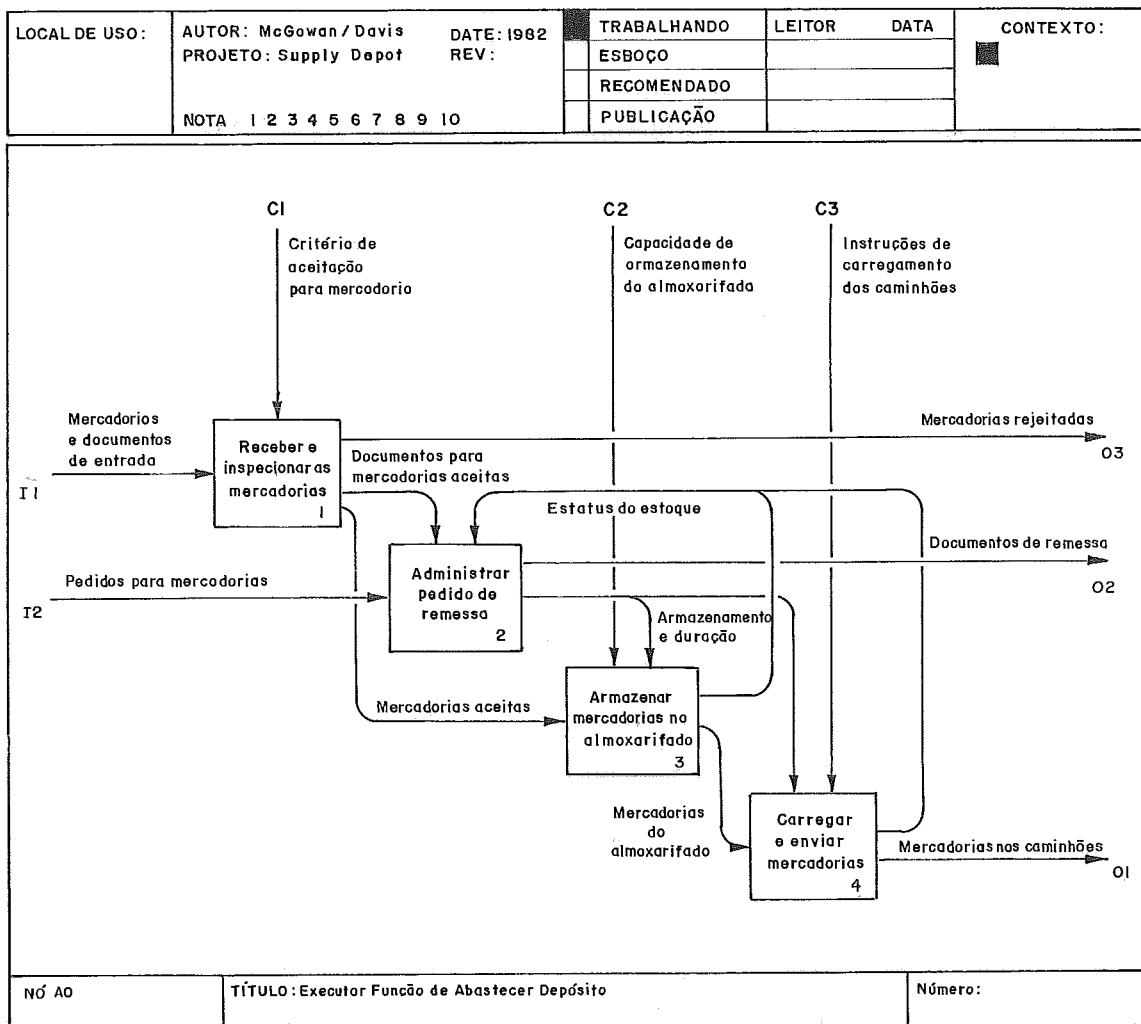 LOCAL DE USO:
AUTOR: McGowan/Davis
DATE: 1982
PROJETO: Supply Depot
REV:
NOTA 1 2 3 4 5 6 7 8 9 10
TRABALHANDO
ESBOÇO
RECOMENDADO
PUBLICAÇÃO
LEITOR
DATA
CONTEXTO:
C1
Critério de
aceitação
para mercadorio
C2
Capacidade de
armazenamento
do almoxarifada
C3
Instruções de
carregamento
dos caminhões
Mercadorios
e documentos
de entrada
I1
Receber e
inspecionar as
mercadorias
1
Mercadorias rejeitadas
O3
Documentos para
mercadorias aceitas
Estatus do estoque
Pedidos para mercadorias
I2
Administrar
pedido de
remessa
2
Documentos de remessa
O2
Armazenamento
e duração
Mercadorias aceitas
Armazenar
mercadorias no
almoxarifado
3
Mercadorias
do
almoxarifado
Carregar
e enviar
mercadorias
4
Mercadorias nos caminhões
O1
NÓ AO
TÍTULO: Executar Funcão de Abastecer Depósito
Número: